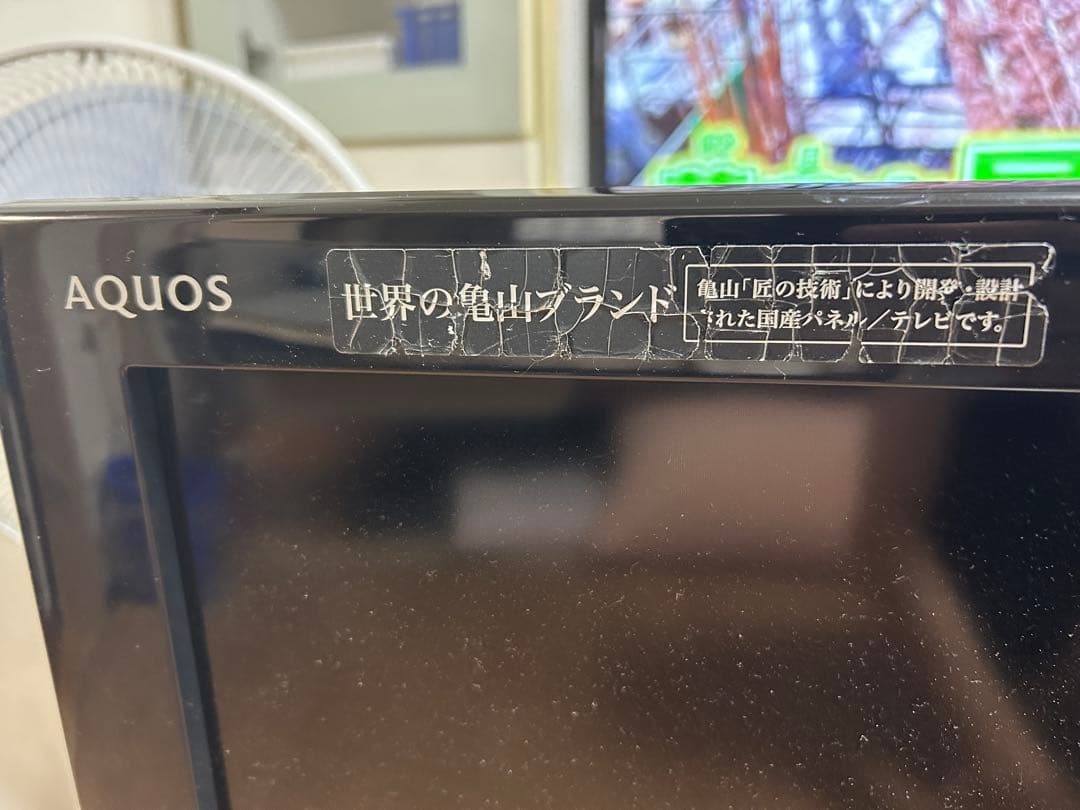 AQUOS
世界の亀山ブランド
亀山「匠の技術」により開発・設計
された国産パネル／テレビです。